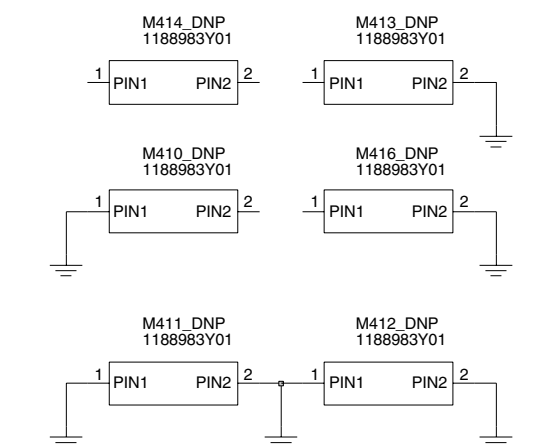 M414_DNP
1188983Y01
1 PIN1 PIN2 2
M413_DNP
1188983Y01
1 PIN1 PIN2 2
M410_DNP
1188983Y01
1 PIN1 PIN2 2
M416_DNP
1188983Y01
1 PIN1 PIN2 2
M411_DNP
1188983Y01
1 PIN1 PIN2 2
M412_DNP
1188983Y01
1 PIN1 PIN2 2